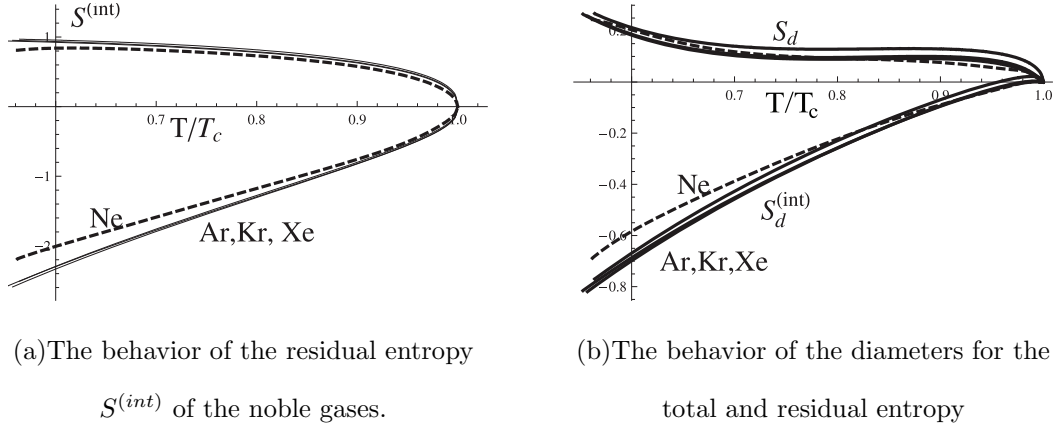 S^(int)
1
0.7 0.8 0.9 1.0
T/T_c
−1
Ne
Ar,Kr, Xe
−2
0.2
S_d
0.7 0.8 0.9 1.0
T/T_c
−0.2
−0.4
Ne
S_d^(int)
−0.6
Ar,Kr,Xe
−0.8
(a)The behavior of the residual entropy
S^(int) of the noble gases.
(b)The behavior of the diameters for the
total and residual entropy